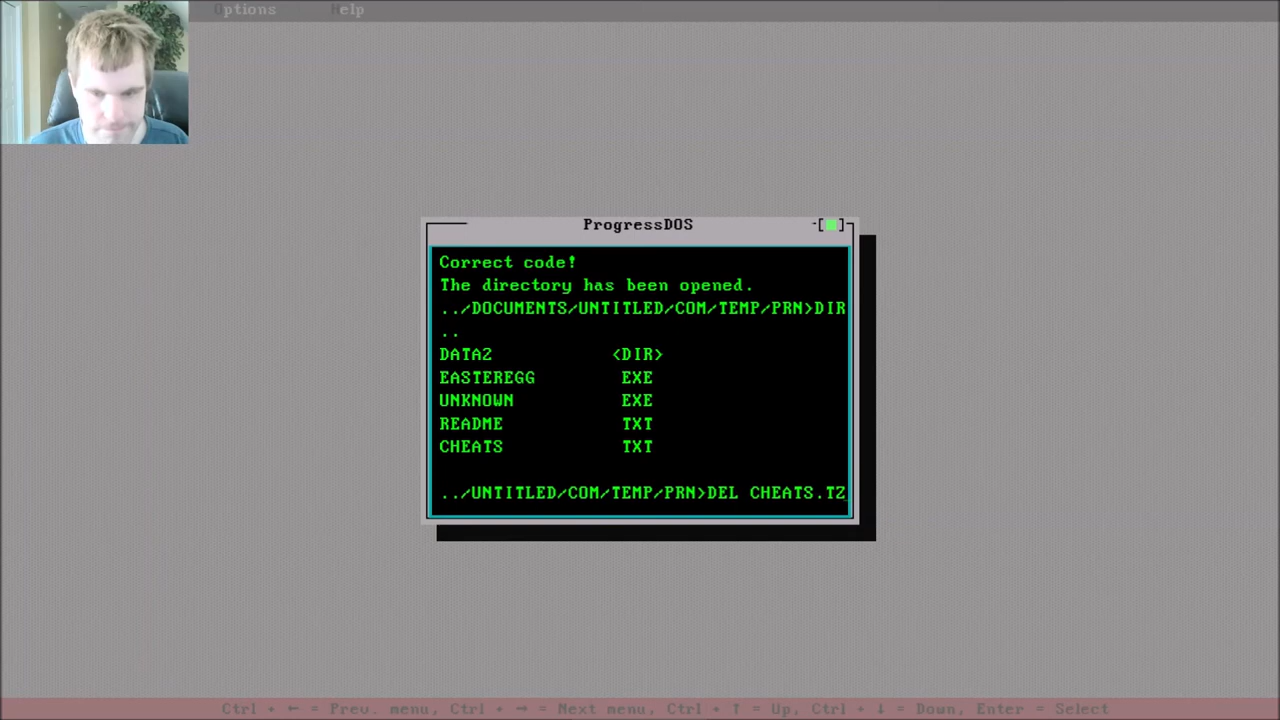 Options Help
ProgressDOS
Correct code!
The directory has been opened.
../DOCUMENTS/UNTITLED/COM/TEMP/PRN>DIR
..
DATA2 <DIR>
EASTEREGG EXE
UNKNOWN EXE
README TXT
CHEATS TXT
../UNTITLED/COM/TEMP/PRN>DEL CHEATS.TZ_
Ctrl + ← = Prev. menu, Ctrl + → = Next menu, Ctrl + ↑ = Up, Ctrl + ↓ = Down, Enter = Select